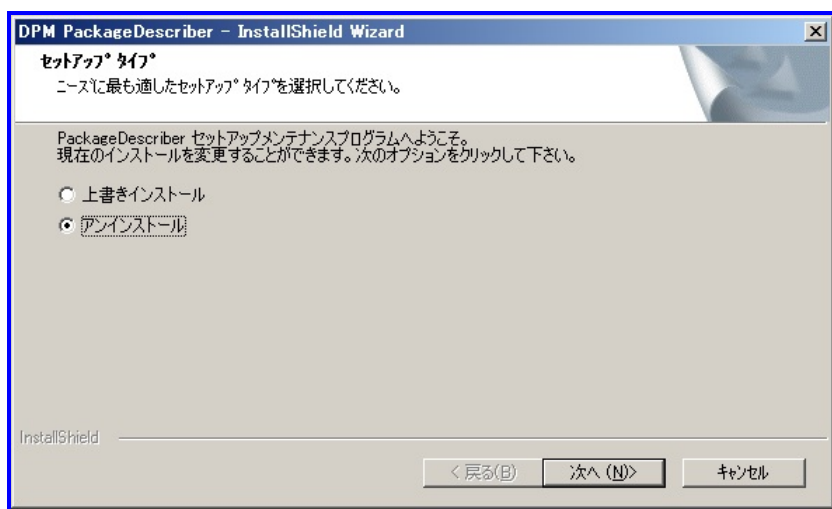 DPM PackageDescriber - InstallShield Wizard
ｾｯﾄｱｯﾌﾟ ﾀｲﾌﾟ
ﾆｰｽﾞに最も適したｾｯﾄｱｯﾌﾟ ﾀｲﾌﾟを選択してください。
PackageDescriber セットアップメンテナンスプログラムへようこそ。
現在のインストールを変更することができます。次のオプションをクリックして下さい。
上書きインストール
アンインストール
InstallShield
< 戻る(B)
次へ (N)>
ｷｬﾝｾﾙ